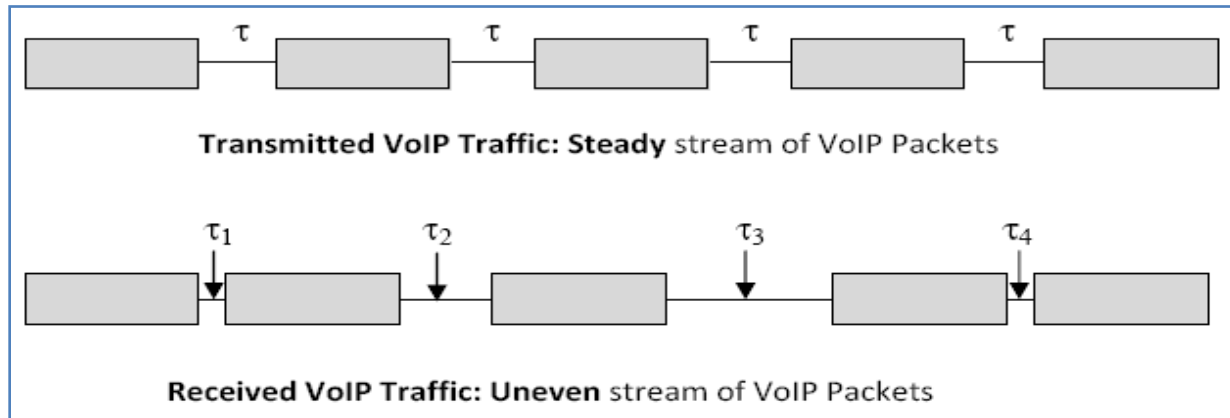 τ τ τ τ
Transmitted VoIP Traffic: Steady stream of VoIP Packets
τ₁ τ₂ τ₃ τ₄
Received VoIP Traffic: Uneven stream of VoIP Packets